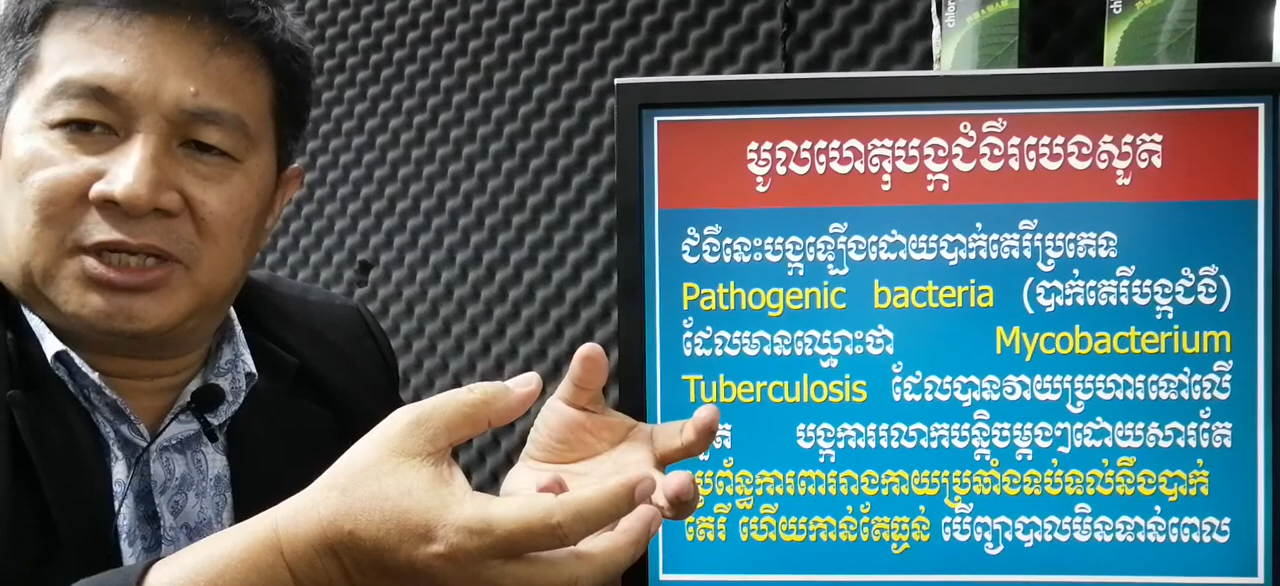 chlor
chlor
មូលហេតុបង្កជំងឺរបេងសួត
ជំងឺនេះបង្កឡើងដោយបាក់តេរីប្រភេទ
Pathogenic bacteria (បាក់តេរីបង្កជំងឺ)
ដែលមានឈ្មោះថា Mycobacterium
Tuberculosis ដែលបានវាយប្រហារទៅលើ
បង្កការរលាកបន្តិចម្តងៗដោយសារតែ
ការពាររាងកាយប្រឆាំងទប់ទល់នឹងបាក់
តេរី ហើយកាន់តែធ្ងន់ បើព្យាបាលមិនទាន់ពេល